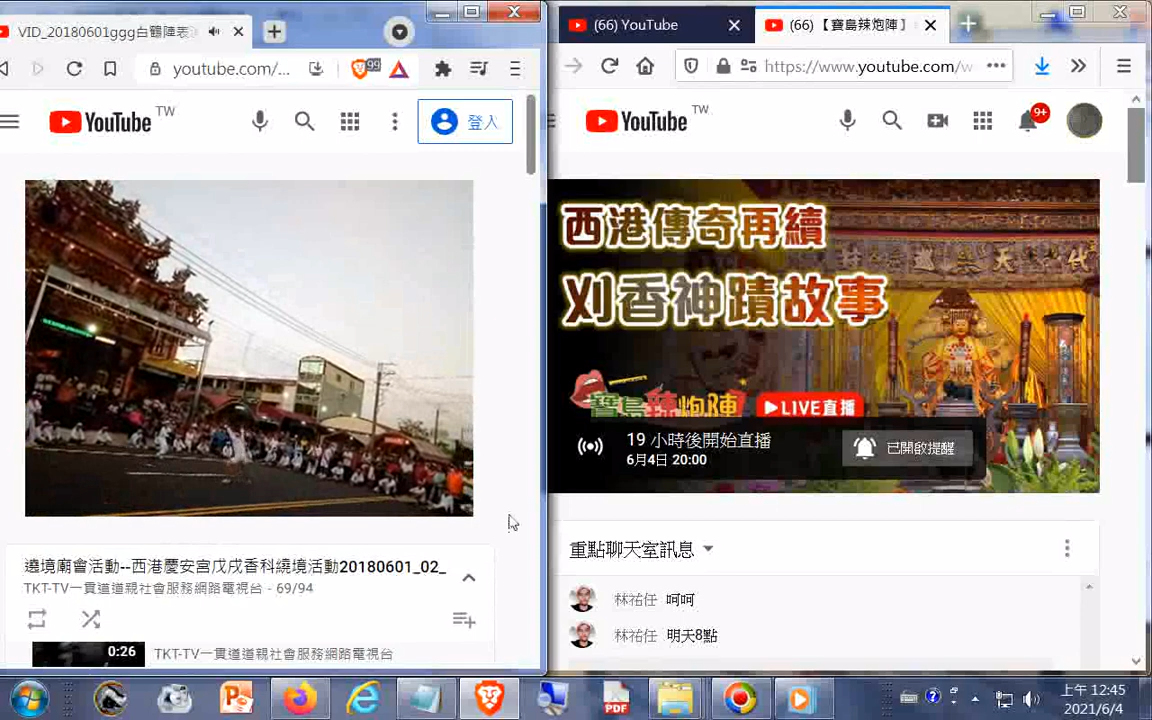 VID_20180601ggg白鶴陣表
youtube.com/...
99
YouTube TW
登入
遶境廟會活動--西港慶安宮戊戌香科繞境活動20180601_02_
TKT-TV一貫道道親社會服務網路電視台 - 69/94
0:26
TKT-TV一貫道道親社會服務網路電視台
(66) YouTube
(66) 【寶島辣炮陣】
https://www.youtube.com/w
YouTube TW
9+
西港傳奇再續
刈香神蹟故事
寶島辣炮陣
LIVE直播
19 小時後開始直播
6月4日 20:00
已開啟提醒
重點聊天室訊息
林祐任 呵呵
林祐任 明天8點
PDF
上午 12:45
2021/6/4